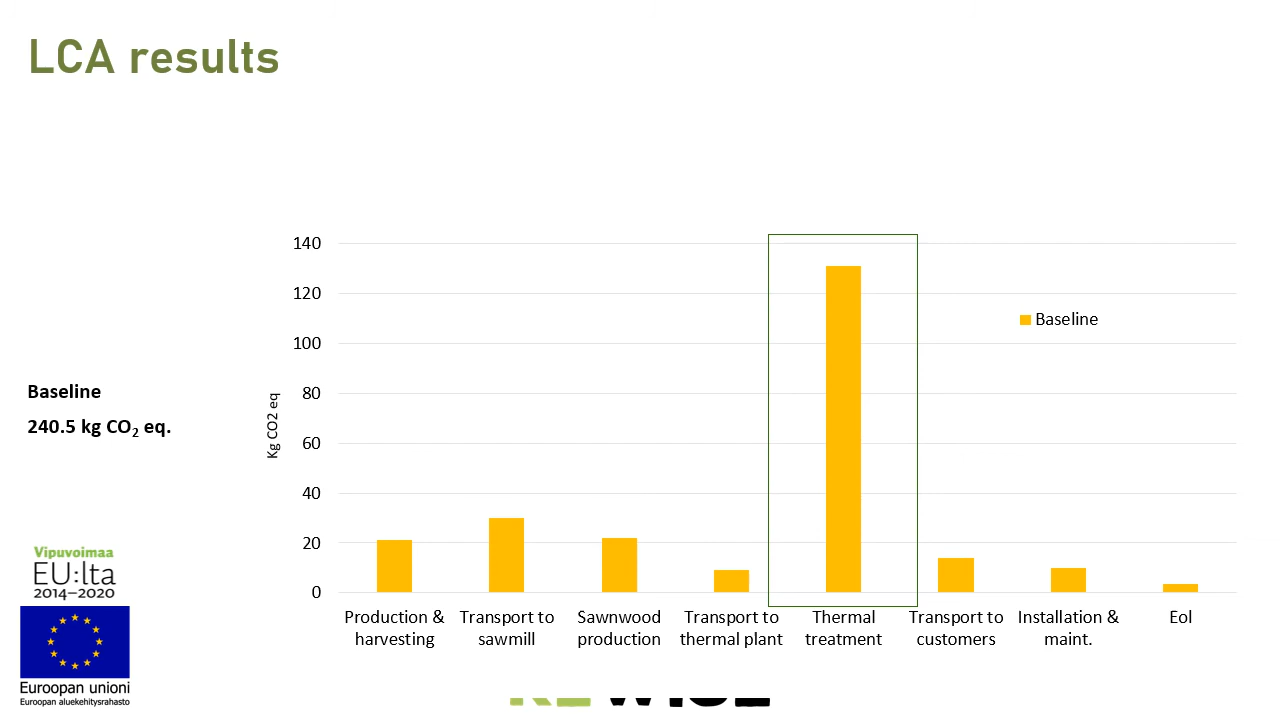 LCA results
140
120
100
80
60
40
20
0
Kg CO2 eq
Baseline
Baseline
240.5 kg CO₂ eq.
Production & harvesting
Transport to sawmill
Sawnwood production
Transport to thermal plant
Thermal treatment
Transport to customers
Installation & maint.
Eol
Vipuvoimaa
EU:lta
2014–2020
Euroopan unioni
Euroopan aluekehitysrahasto